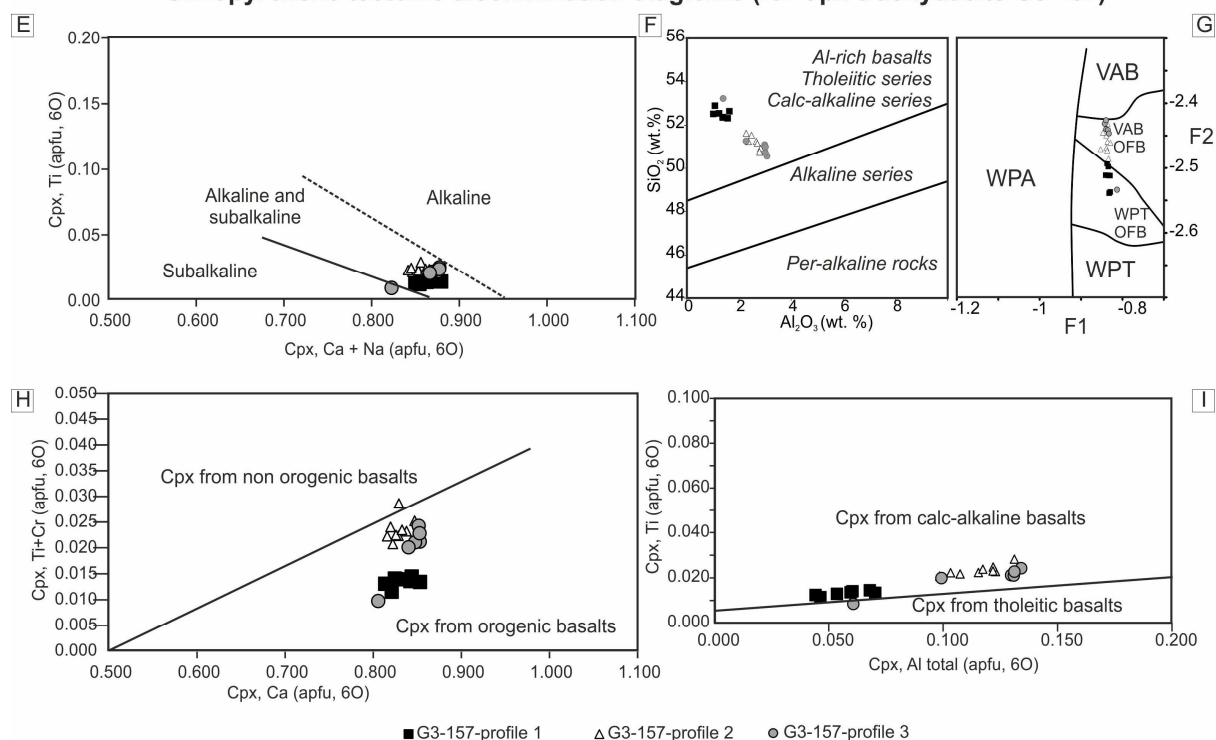 E
0.20
0.15
0.10
0.05
0.00
0.500
0.600
0.700
0.800
0.900
1.000
1.100
Cpx, Ti (apfu, 6O)
Cpx, Ca + Na (apfu, 6O)
Alkaline and
subalkaline
Alkaline
Subalkaline
F
56
54
52
50
48
46
44
SiO2 (wt.%)
Al-rich basalts
Tholeiitic series
Calc-alkaline series
Alkaline series
Per-alkaline rocks
0
2
4
6
8
Al2O3 (wt. %)
G
WPA
VAB
VAB
OFB
WPT
OFB
WPT
-2.4
F2
-2.5
-2.6
-1.2
-1
-0.8
F1
H
0.050
0.045
0.040
0.035
0.030
0.025
0.020
0.015
0.010
0.005
0.000
0.500
0.600
0.700
0.800
0.900
1.000
1.100
Cpx, Ti+Cr (apfu, 6O)
Cpx, Ca (apfu, 6O)
Cpx from non orogenic basalts
Cpx from orogenic basalts
I
0.100
0.080
0.060
0.040
0.020
0.000
0.000
0.050
0.100
0.150
0.200
Cpx, Ti (apfu, 6O)
Cpx, Al total (apfu, 6O)
Cpx from calc-alkaline basalts
Cpx from tholeitic basalts
G3-157-profile 1
G3-157-profile 2
G3-157-profile 3